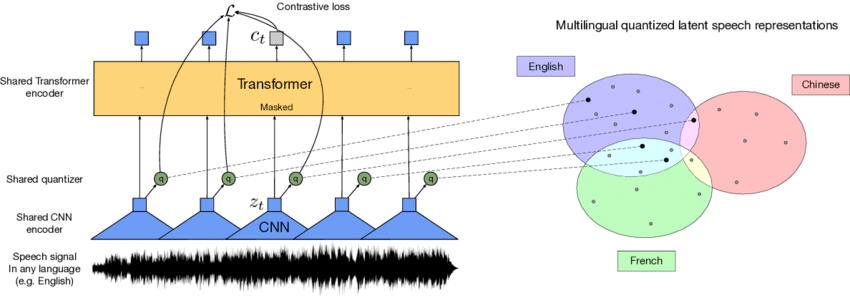 Contrastive loss
ℒ
c_t
Multilingual quantized latent speech representations
English
Chinese
Shared Transformer
encoder
Transformer
Masked
Shared quantizer
q q q q q
z_t
Shared CNN
encoder
CNN
French
Speech signal
In any language
(e.g. English)